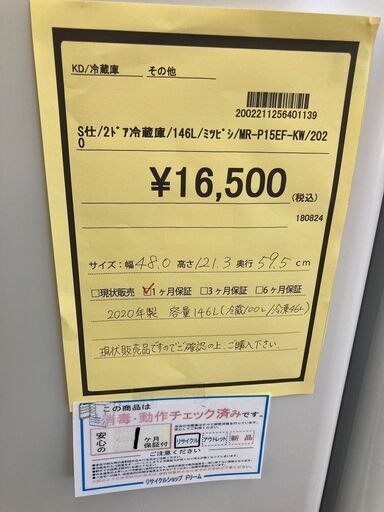 KD/冷蔵庫 その他
2002211256401139
S仕/2ﾄﾞｱ冷蔵庫/146L/ﾐﾂﾋﾞｼ/MR-P15EF-KW/202
0
¥16,500(税込)
180824
サイズ:幅 48.0 高さ 121.3 奥行 59.5 cm
□現状販売 ☑1ヶ月保証 □3ヶ月保証 □6ヶ月保証
2020年製 容量146L(冷蔵100L/冷凍46L)
現状販売品ですのでご確認の上、ご購入下さい。
この商品は
消毒・動作チェック済みです。
安心の 1 ヶ月保証付
リサイクル アウトレット 新品
ご注意ください
リサイクルショップ ドリーム